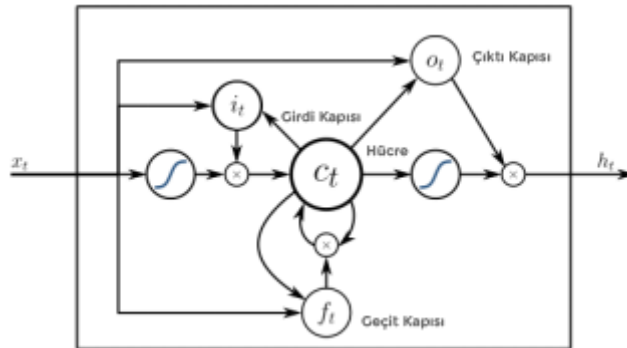 o_t
Çıktı Kapısı
i_t
Girdi Kapısı
Hücre
x_t
×
c_t
×
h_t
×
f_t
Geçit Kapısı